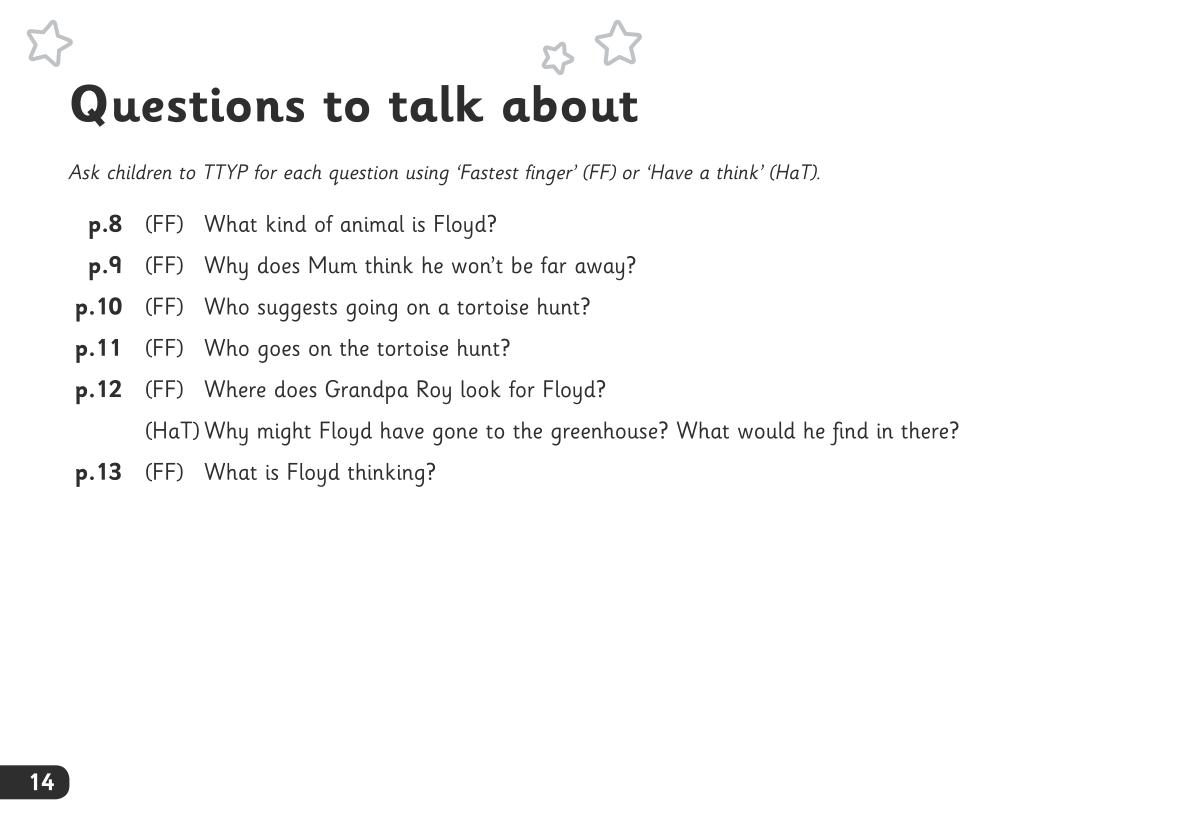 Questions to talk about
Ask children to TTYP for each question using ‘Fastest finger’ (FF) or ‘Have a think’ (HaT).
p.8 (FF) What kind of animal is Floyd?
p.9 (FF) Why does Mum think he won’t be far away?
p.10 (FF) Who suggests going on a tortoise hunt?
p.11 (FF) Who goes on the tortoise hunt?
p.12 (FF) Where does Grandpa Roy look for Floyd?
(HaT) Why might Floyd have gone to the greenhouse? What would he find in there?
p.13 (FF) What is Floyd thinking?
14